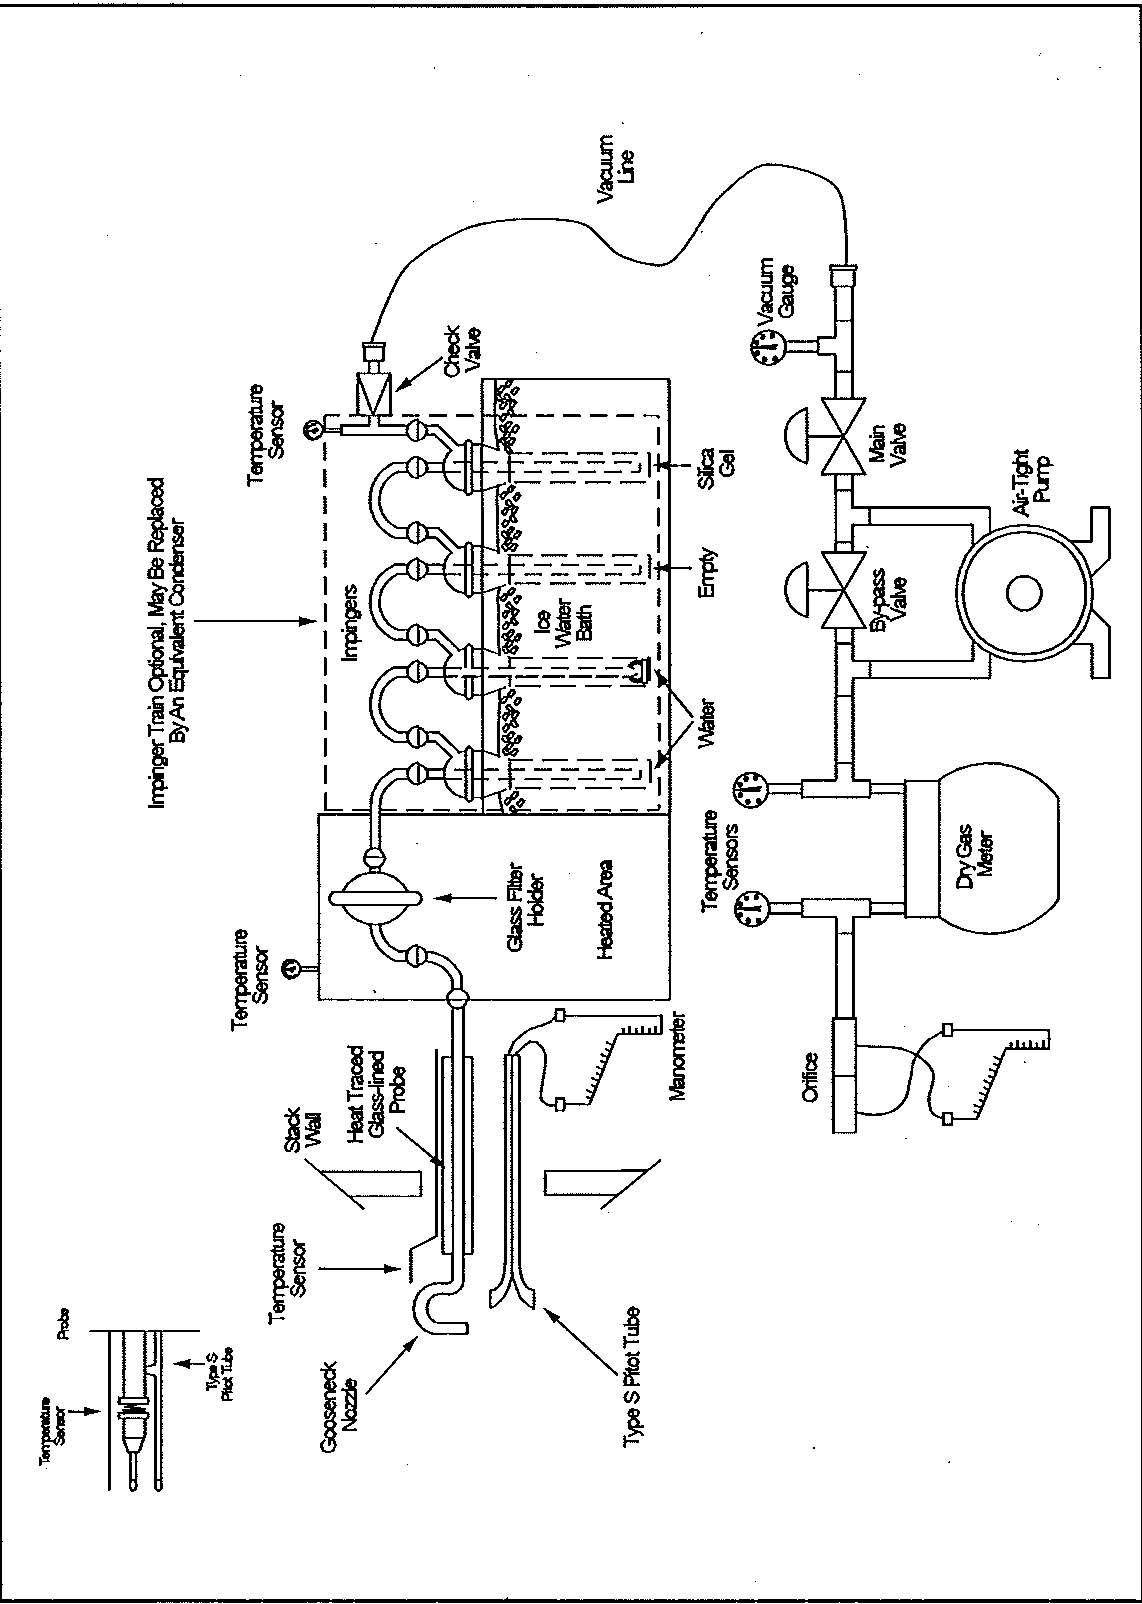 Temperature
Sensor
Probe
Type S
Pitot Tube
Impinger Train Optional, May Be Replaced
By An Equivalent Condenser
Temperature
Sensor
Temperature
Sensor
Stack
Wall
Heat Traced
Glass-lined
Probe
Temperature
Sensor
Gooseneck
Nozzle
Impingers
Check
Valve
Vacuum
Line
Glass Filter
Holder
Heated Area
Ice
Water
Bath
Type S Pitot Tube
Manometer
Water
Empty
Silica
Gel
Temperature
Sensors
Vacuum
Gauge
Orifice
Dry Gas
Meter
By-pass
Valve
Main
Valve
Air-Tight
Pump